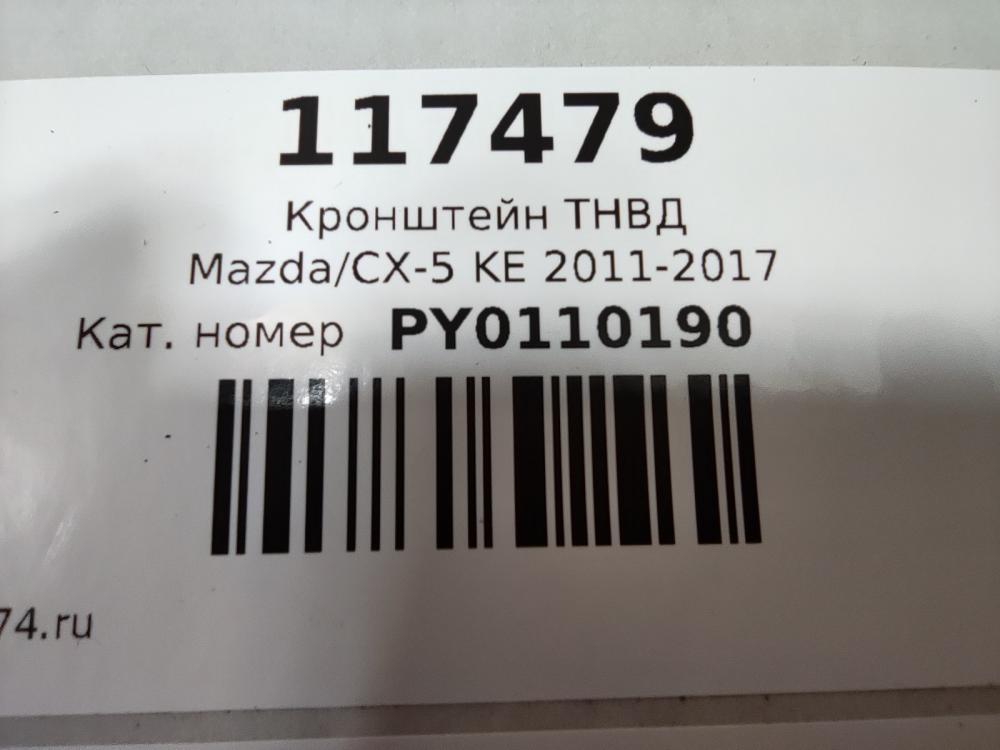 117479
Кронштейн ТНВД
Mazda/CX-5 KE 2011-2017
Кат. номер PY0110190
74.ru